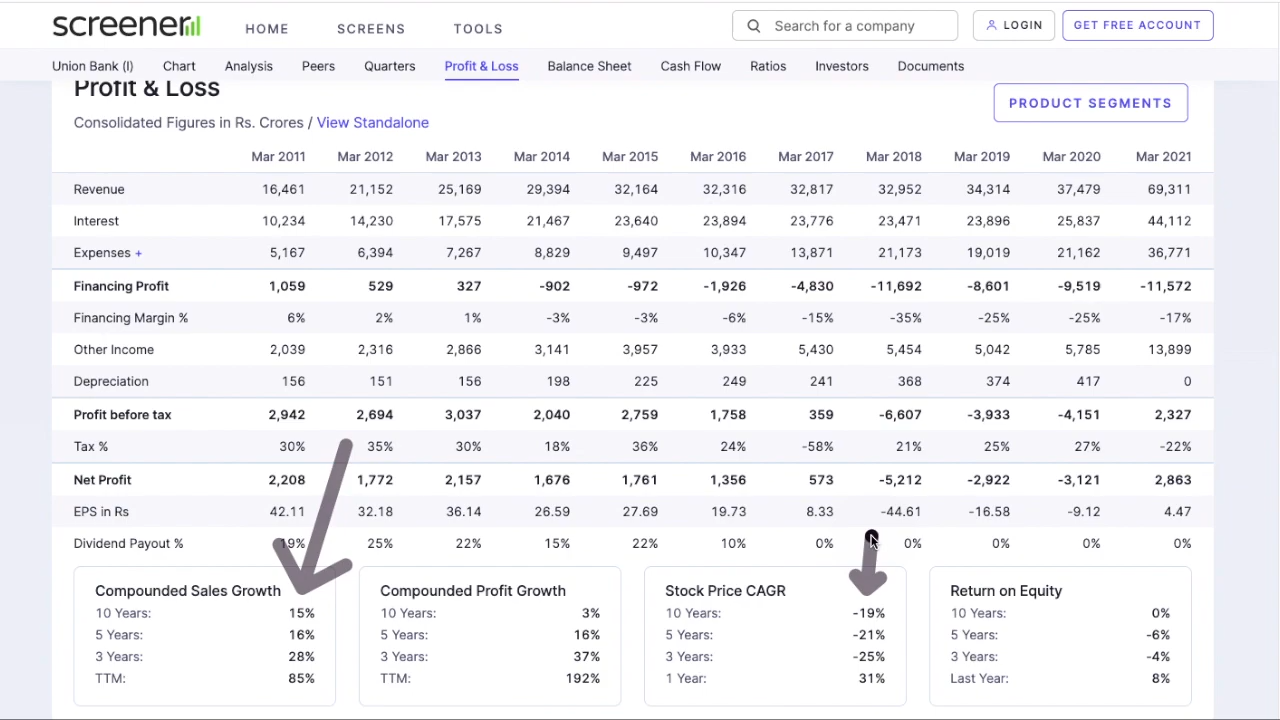 screener
HOME SCREENS TOOLS Search for a company LOGIN GET FREE ACCOUNT
Union Bank (I) Chart Analysis Peers Quarters Profit & Loss Balance Sheet Cash Flow Ratios Investors Documents
Profit & Loss
PRODUCT SEGMENTS
Consolidated Figures in Rs. Crores / View Standalone
Mar 2011 Mar 2012 Mar 2013 Mar 2014 Mar 2015 Mar 2016 Mar 2017 Mar 2018 Mar 2019 Mar 2020 Mar 2021
Revenue 16,461 21,152 25,169 29,394 32,164 32,316 32,817 32,952 34,314 37,479 69,311
Interest 10,234 14,230 17,575 21,467 23,640 23,894 23,776 23,471 23,896 25,837 44,112
Expenses + 5,167 6,394 7,267 8,829 9,497 10,347 13,871 21,173 19,019 21,162 36,771
Financing Profit 1,059 529 327 -902 -972 -1,926 -4,830 -11,692 -8,601 -9,519 -11,572
Financing Margin % 6% 2% 1% -3% -3% -6% -15% -35% -25% -25% -17%
Other Income 2,039 2,316 2,866 3,141 3,957 3,933 5,430 5,454 5,042 5,785 13,899
Depreciation 156 151 156 198 225 249 241 368 374 417 0
Profit before tax 2,942 2,694 3,037 2,040 2,759 1,758 359 -6,607 -3,933 -4,151 2,327
Tax % 30% 35% 30% 18% 36% 24% -58% 21% 25% 27% -22%
Net Profit 2,208 1,772 2,157 1,676 1,761 1,356 573 -5,212 -2,922 -3,121 2,863
EPS in Rs 42.11 32.18 36.14 26.59 27.69 19.73 8.33 -44.61 -16.58 -9.12 4.47
Dividend Payout % 19% 25% 22% 15% 22% 10% 0% 0% 0% 0% 0%
Compounded Sales Growth
10 Years: 15%
5 Years: 16%
3 Years: 28%
TTM: 85%
Compounded Profit Growth
10 Years: 3%
5 Years: 16%
3 Years: 37%
TTM: 192%
Stock Price CAGR
10 Years: -19%
5 Years: -21%
3 Years: -25%
1 Year: 31%
Return on Equity
10 Years: 0%
5 Years: -6%
3 Years: -4%
Last Year: 8%